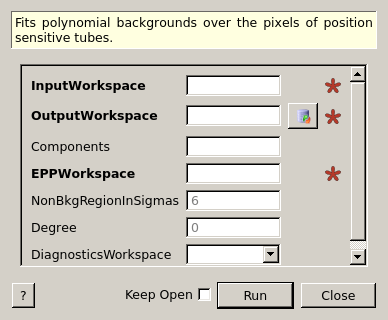 Fits polynomial backgrounds over the pixels of position
sensitive tubes.
InputWorkspace
OutputWorkspace
Components
EPPWorkspace
NonBkgRegionInSigmas 6
Degree 0
DiagnosticsWorkspace
? Keep Open Run Close